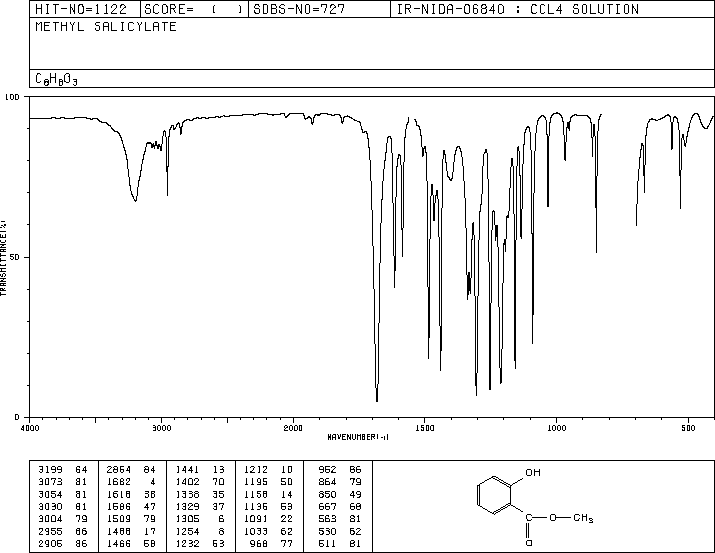 HIT-NO=1122 SCORE= ( ) SDBS-NO=727 IR-NIDA-06840 : CCL4 SOLUTION
METHYL SALICYLATE
C8H8O3
100
50
0
TRANSMITTANCE(%)
4000 3000 2000 1500 1000 500
WAVENUMBER(-1)
3199 64 2854 84 1441 13 1212 10 962 86
3073 81 1682 4 1402 70 1195 50 864 79
3054 81 1618 38 1338 35 1158 14 850 49
3030 81 1586 47 1329 37 1136 53 667 68
3004 79 1509 79 1305 6 1091 22 563 81
2955 66 1488 17 1254 8 1033 62 530 62
2905 86 1466 58 1232 53 968 77 511 81
OH
C—O—CH3
O